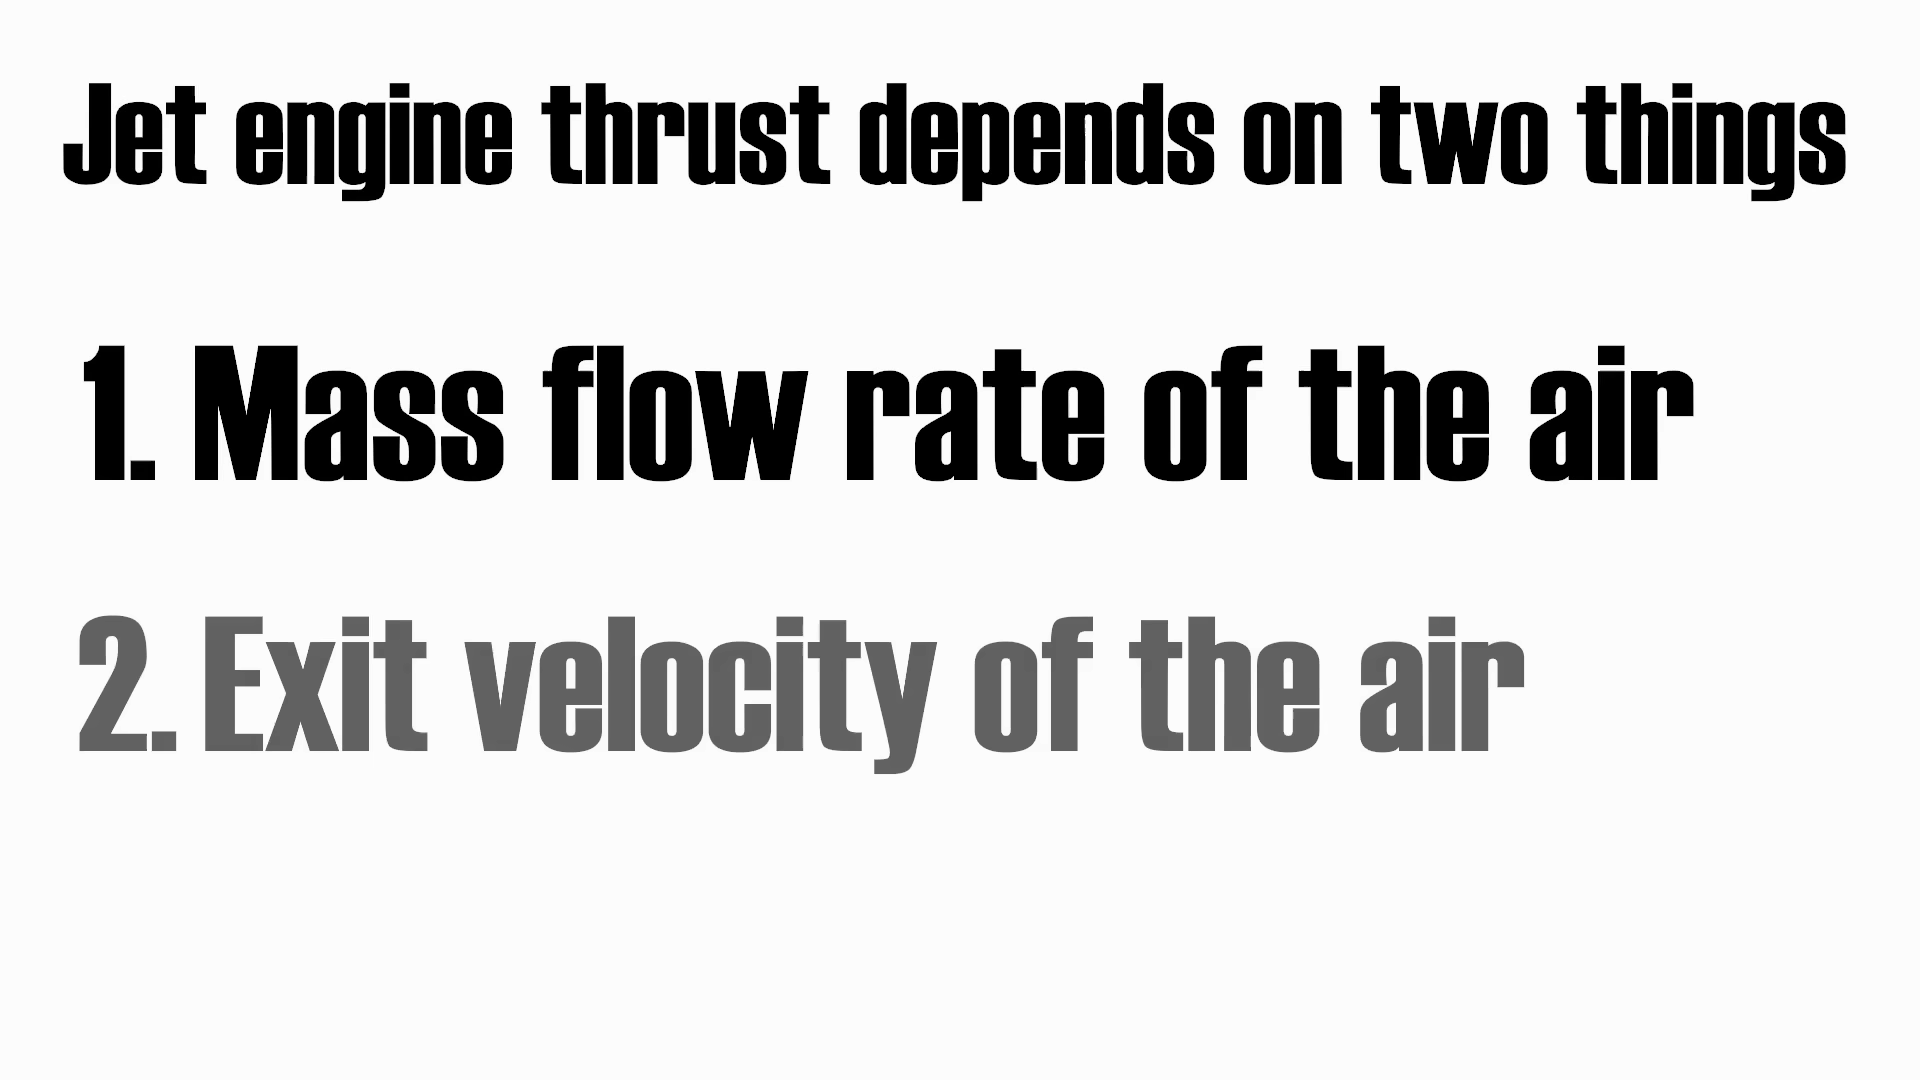 Jet engine thrust depends on two things
1. Mass flow rate of the air
2. Exit velocity of the air